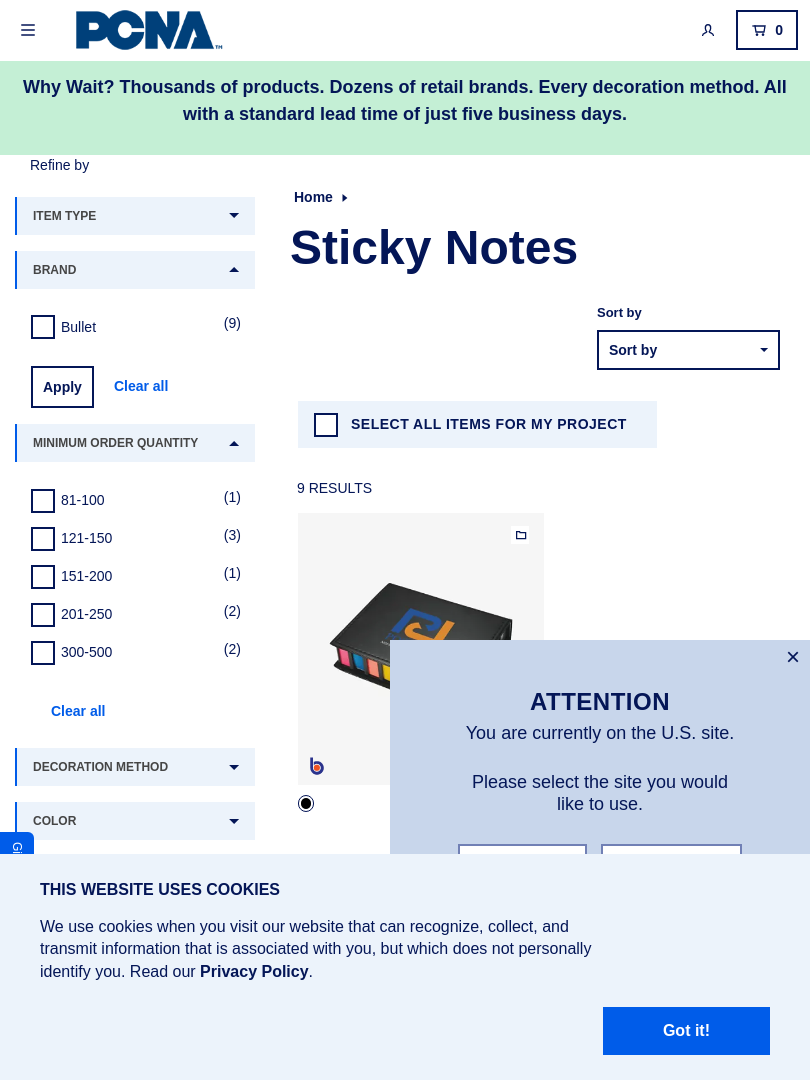 PCNA
TM
0
Why Wait? Thousands of products. Dozens of retail brands. Every decoration method. All
with a standard lead time of just five business days.
Refine by
Home
ITEM TYPE
Sticky Notes
BRAND
Bullet (9)
Sort by
Sort by
Apply Clear all
SELECT ALL ITEMS FOR MY PROJECT
MINIMUM ORDER QUANTITY
9 RESULTS
81-100 (1)
121-150 (3)
151-200 (1)
201-250 (2)
300-500 (2)
Clear all
DECORATION METHOD
COLOR
ATTENTION
You are currently on the U.S. site.
Please select the site you would
like to use.
THIS WEBSITE USES COOKIES
We use cookies when you visit our website that can recognize, collect, and
transmit information that is associated with you, but which does not personally
identify you. Read our Privacy Policy.
Got it!